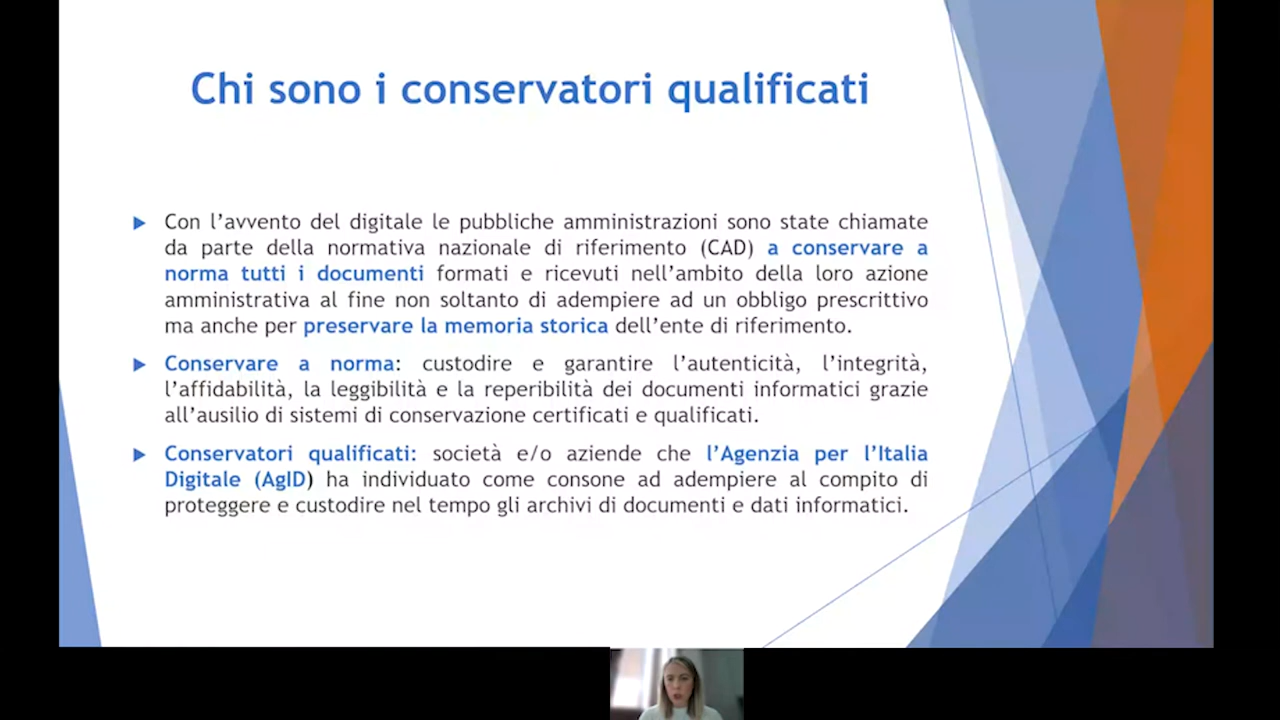 Chi sono i conservatori qualificati
Con l’avvento del digitale le pubbliche amministrazioni sono state chiamate
da parte della normativa nazionale di riferimento (CAD) a conservare a
norma tutti i documenti formati e ricevuti nell’ambito della loro azione
amministrativa al fine non soltanto di adempiere ad un obbligo prescrittivo
ma anche per preservare la memoria storica dell’ente di riferimento.
Conservare a norma: custodire e garantire l’autenticità, l’integrità,
l’affidabilità, la leggibilità e la reperibilità dei documenti informatici grazie
all’ausilio di sistemi di conservazione certificati e qualificati.
Conservatori qualificati: società e/o aziende che l’Agenzia per l’Italia
Digitale (AgID) ha individuato come consone ad adempiere al compito di
proteggere e custodire nel tempo gli archivi di documenti e dati informatici.